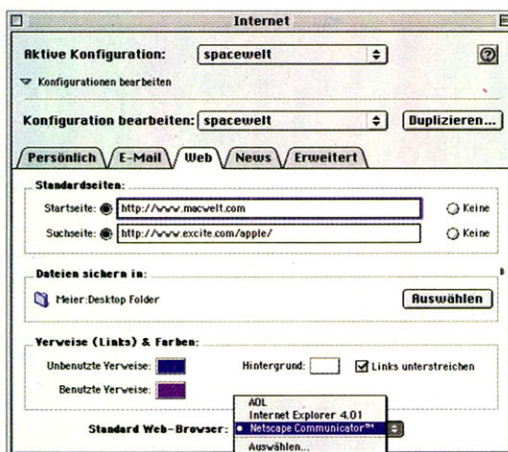 Internet
Aktive Konfiguration: spacewelt
Konfigurationen bearbeiten
Konfiguration bearbeiten: spacewelt Duplizieren...
Persönlich E-Mail Web News Erweitert
Standardseiten:
Startseite: http://www.macwelt.com Keine
Suchseite: http://www.excite.com/apple/ Keine
Dateien sichern in:
Meier:Desktop Folder Auswählen
Verweise (Links) & Farben:
Unbenutzte Verweise: Hintergrund: Links unterstreichen
Benutzte Verweise:
AOL
Internet Explorer 4.01
Standard Web-Browser: Netscape Communicator™
Auswählen...